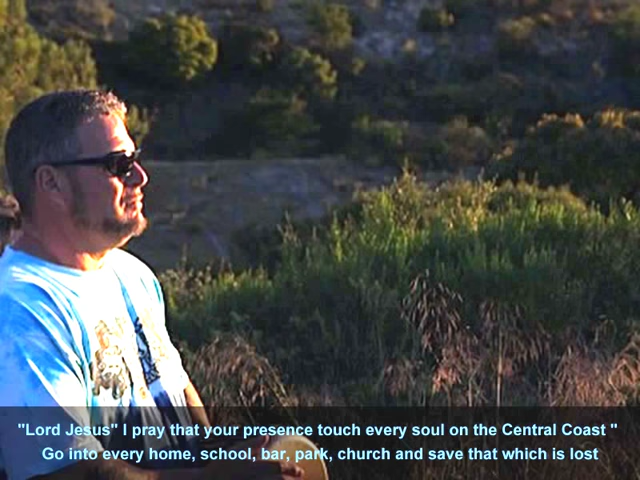 "Lord Jesus" I pray that your presence touch every soul on the Central Coast "
Go into every home, school, bar, park, church and save that which is lost